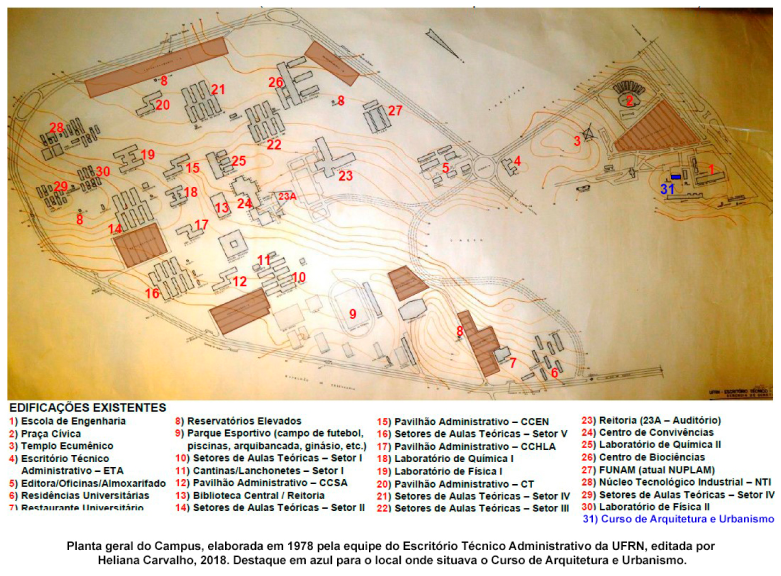 8
21
26
20
8
27
28
22
2
3
19
15
25
5
4
30
23
1
29
18
24
23A
31
8
14
13
17
11
16
12
10
9
8
7
6
EDIFICAÇÕES EXISTENTES
1) Escola de Engenharia
2) Praça Cívica
3) Templo Ecumênico
4) Escritório Técnico
Administrativo - ETA
5) Editora/Oficinas/Almoxarifado
6) Residências Universitárias
7) Restaurante Universitário
8) Reservatórios Elevados
9) Parque Esportivo (campo de futebol,
piscinas, arquibancada, ginásio, etc.)
10) Setores de Aulas Teóricas – Setor I
11) Cantinas/Lanchonetes – Setor I
12) Pavilhão Administrativo – CCSA
13) Biblioteca Central / Reitoria
14) Setores de Aulas Teóricas – Setor II
15) Pavilhão Administrativo – CCEN
16) Setores de Aulas Teóricas – Setor V
17) Pavilhão Administrativo – CCHLA
18) Laboratório de Química I
19) Laboratório de Física I
20) Pavilhão Administrativo – CT
21) Setores de Aulas Teóricas – Setor IV
22) Setores de Aulas Teóricas – Setor III
23) Reitoria (23A – Auditório)
24) Centro de Convivências
25) Laboratório de Química II
26) Centro de Biociências
27) FUNAM (atual NUPLAM)
28) Núcleo Tecnológico Industrial – NTI
29) Setores de Aulas Teóricas – Setor IV
30) Laboratório de Física II
31) Curso de Arquitetura e Urbanismo
Planta geral do Campus, elaborada em 1978 pela equipe do Escritório Técnico Administrativo da UFRN, editada por
Heliana Carvalho, 2018. Destaque em azul para o local onde situava o Curso de Arquitetura e Urbanismo.